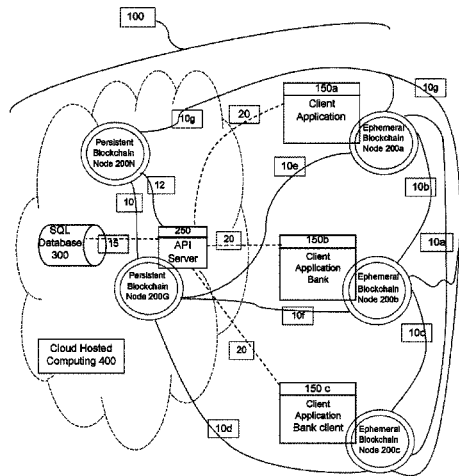 100
10g
10g
150a
Client
Application
20
Ephemeral
Blockchain
Node 200a
Persistent
Blockchain
Node 200N
10e
10b
12
10
10a
SQL
Database
300
15
250
API
Server
20
150b
Client
Application
Bank
Ephemeral
Blockchain
Node 200b
Persistent
Blockchain
Node 200G
10f
10c
20
Cloud Hosted
Computing 400
150 c
Client
Application
Bank client
10d
Ephemeral
Blockchain
Node 200c